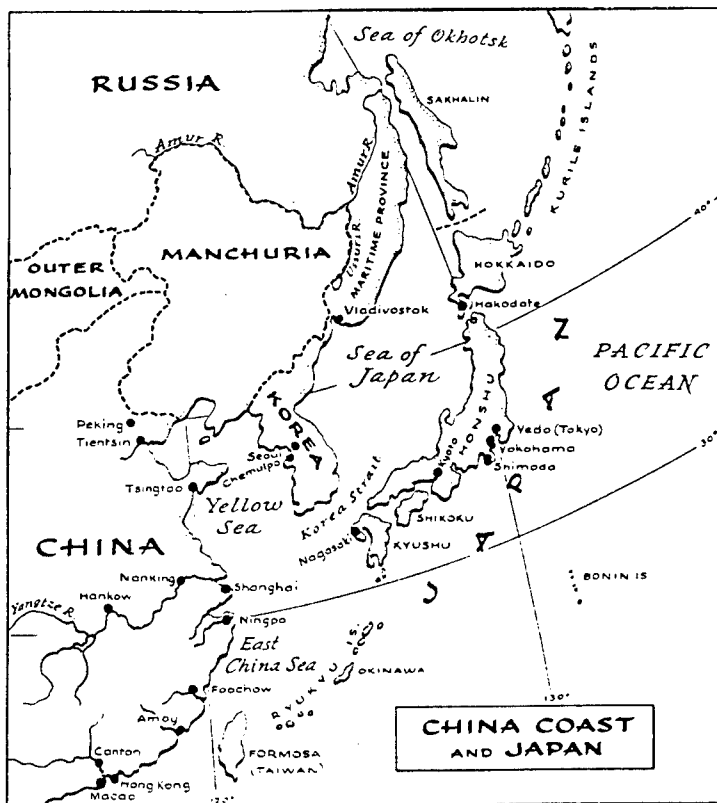 Sea of Okhotsk
RUSSIA
SAKHALIN
KURILE ISLANDS
Amur R.
Amur R.
MARITIME PROVINCE
Ussuri R.
MANCHURIA
OUTER
MONGOLIA
HOKKAIDO
40°
Hakodate
Vladivostok
Sea of
Japan
PACIFIC
OCEAN
JAPAN
KOREA
HONSHU
Peking
Tientsin
Yedo (Tokyo)
Yokohama
Shimoda
30°
Kyoto
Seoul
Chemulpo
Tsingtao
Yellow
Sea
Korea Strait
SHIKOKU
Nagasaki
KYUSHU
CHINA
Nanking
Shanghai
Hankow
Yangtze R.
BONIN IS
Ningpo
East
China Sea
RYUKYU IS.
OKINAWA
Foochow
130°
Amoy
CHINA COAST
AND JAPAN
Canton
FORMOSA
(TAIWAN)
Hong Kong
Macao
120°